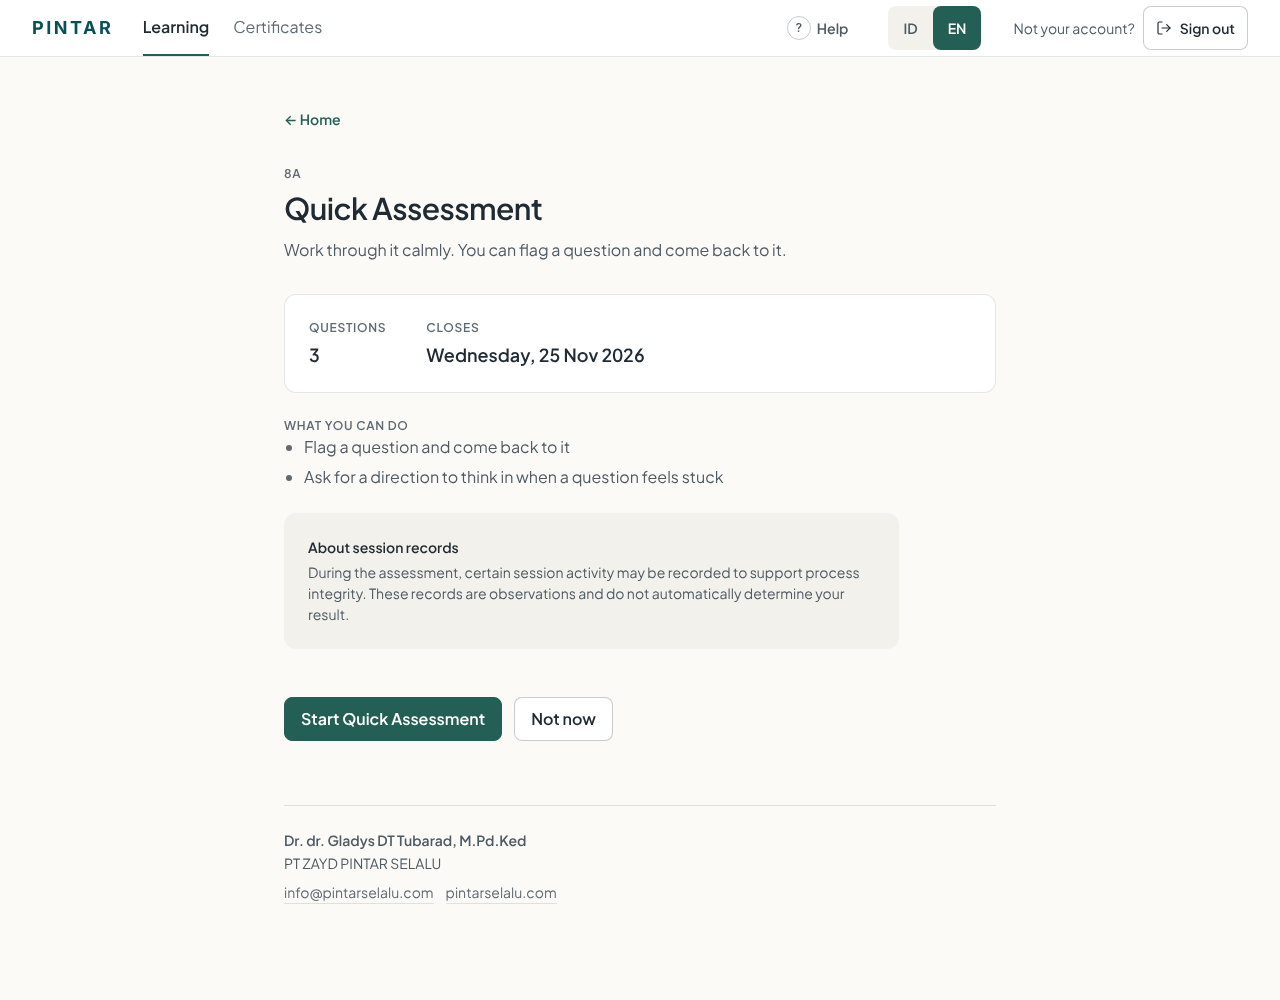 PINTAR
Learning
Certificates
? Help
ID
EN
Not your account?
Sign out
← Home
8A
Quick Assessment
Work through it calmly. You can flag a question and come back to it.
QUESTIONS
3
CLOSES
Wednesday, 25 Nov 2026
WHAT YOU CAN DO
• Flag a question and come back to it
• Ask for a direction to think in when a question feels stuck
About session records
During the assessment, certain session activity may be recorded to support process
integrity. These records are observations and do not automatically determine your
result.
Start Quick Assessment
Not now
Dr. dr. Gladys DT Tubarad, M.Pd.Ked
PT ZAYD PINTAR SELALU
info@pintarselalu.com
pintarselalu.com